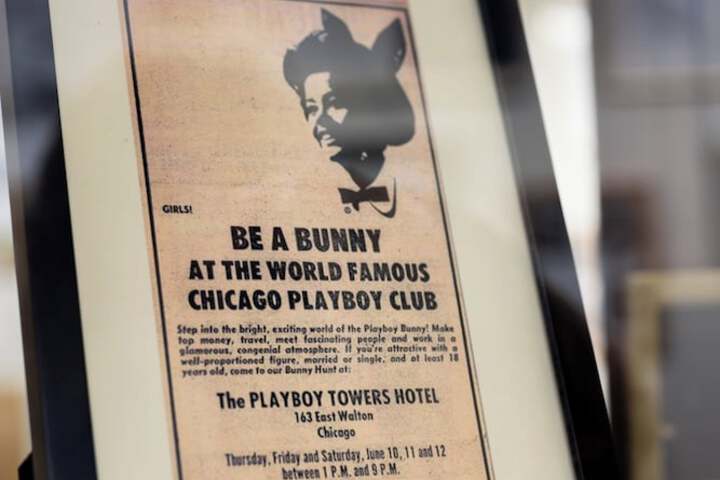 GIRLS!
BE A BUNNY
AT THE WORLD FAMOUS
CHICAGO PLAYBOY CLUB
Step into the bright, exciting world of the Playboy Bunny! Make
top money, travel, meet fascinating people and work in a
glamorous, congenial atmosphere. If you're attractive with a
well-proportioned figure, married or single, and at least 18
years old, come to our Bunny Hunt at:
The PLAYBOY TOWERS HOTEL
163 East Walton
Chicago
Thursday, Friday and Saturday, June 10, 11 and 12
between 1 P.M. and 9 P.M.